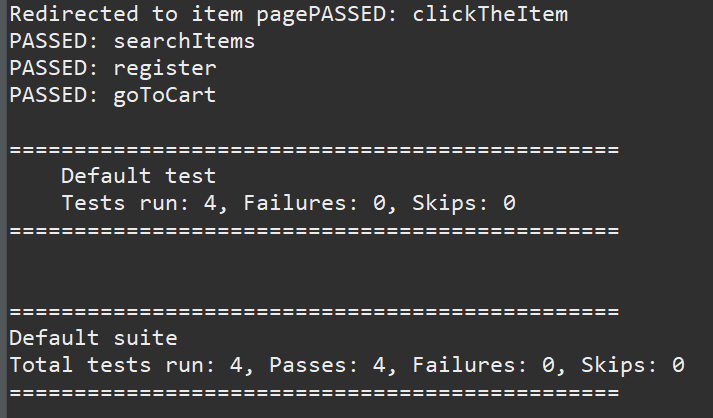 Redirected to item pagePASSED: clickTheItem
PASSED: searchItems
PASSED: register
PASSED: goToCart
===============================================
    Default test
    Tests run: 4, Failures: 0, Skips: 0
===============================================
===============================================
Default suite
Total tests run: 4, Passes: 4, Failures: 0, Skips: 0
===============================================